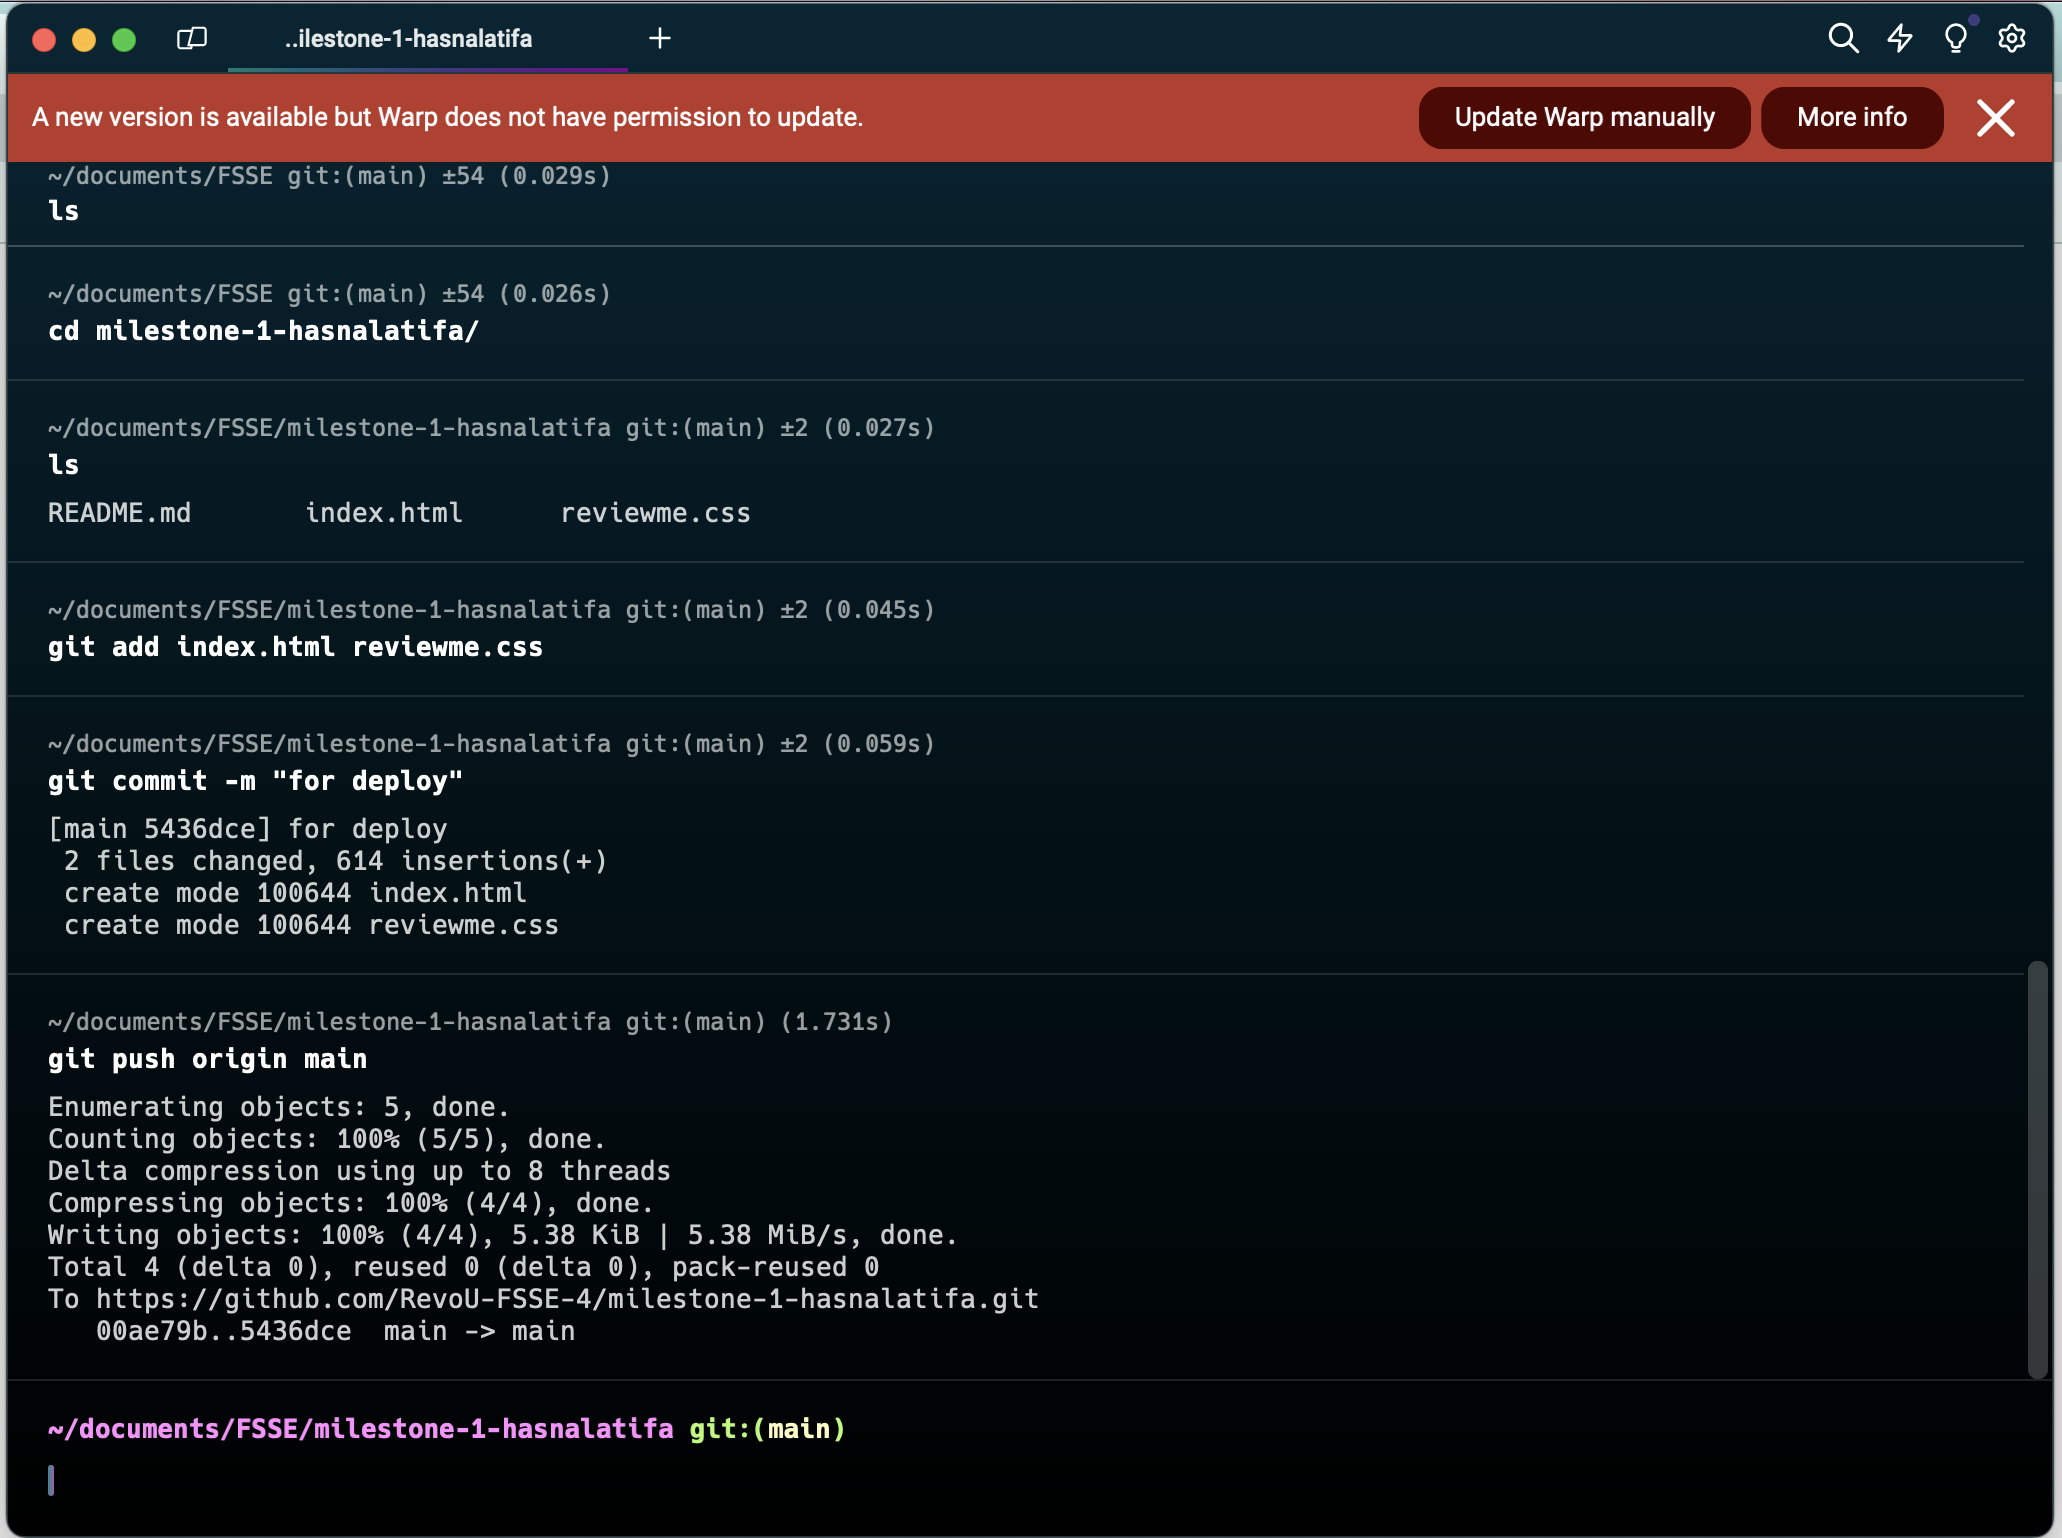 ..ilestone-1-hasnalatifa
A new version is available but Warp does not have permission to update.
Update Warp manually
More info
~/documents/FSSE git:(main) ±54 (0.029s)
ls
~/documents/FSSE git:(main) ±54 (0.026s)
cd milestone-1-hasnalatifa/
~/documents/FSSE/milestone-1-hasnalatifa git:(main) ±2 (0.027s)
ls
README.md index.html reviewme.css
~/documents/FSSE/milestone-1-hasnalatifa git:(main) ±2 (0.045s)
git add index.html reviewme.css
~/documents/FSSE/milestone-1-hasnalatifa git:(main) ±2 (0.059s)
git commit -m "for deploy"
[main 5436dce] for deploy
2 files changed, 614 insertions(+)
create mode 100644 index.html
create mode 100644 reviewme.css
~/documents/FSSE/milestone-1-hasnalatifa git:(main) (1.731s)
git push origin main
Enumerating objects: 5, done.
Counting objects: 100% (5/5), done.
Delta compression using up to 8 threads
Compressing objects: 100% (4/4), done.
Writing objects: 100% (4/4), 5.38 KiB | 5.38 MiB/s, done.
Total 4 (delta 0), reused 0 (delta 0), pack-reused 0
To https://github.com/RevoU-FSSE-4/milestone-1-hasnalatifa.git
00ae79b..5436dce main -> main
~/documents/FSSE/milestone-1-hasnalatifa git:(main)